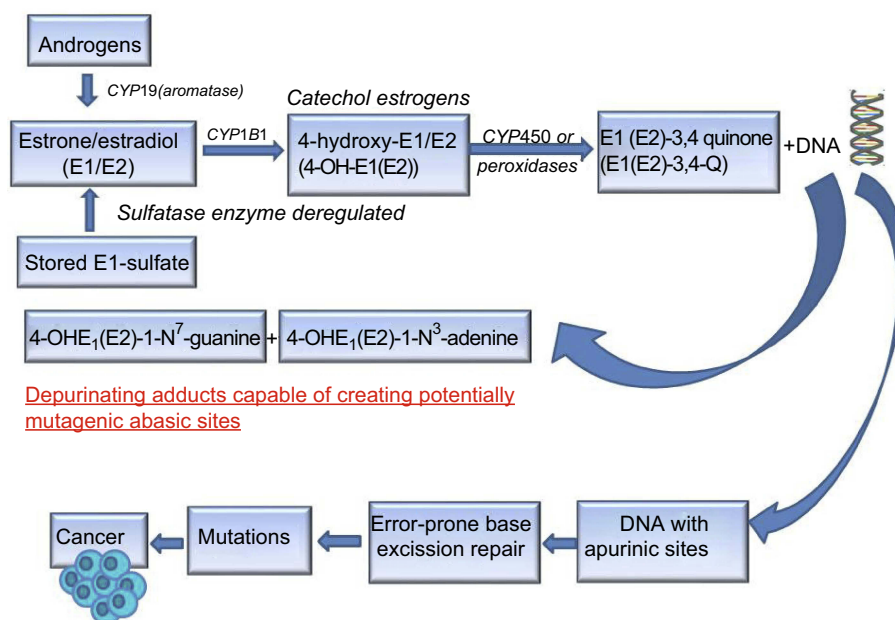 Androgens
CYP19(aromatase)
Estrone/estradiol
(E1/E2)
CYP1B1
Catechol estrogens
4-hydroxy-E1/E2
(4-OH-E1(E2))
CYP450 or
peroxidases
E1 (E2)-3,4 quinone
(E1(E2)-3,4-Q)
+DNA
Sulfatase enzyme deregulated
Stored E1-sulfate
4-OHE₁(E2)-1-N⁷-guanine + 4-OHE₁(E2)-1-N³-adenine
Depurinating adducts capable of creating potentially
mutagenic abasic sites
Cancer
Mutations
Error-prone base
excission repair
DNA with
apurinic sites